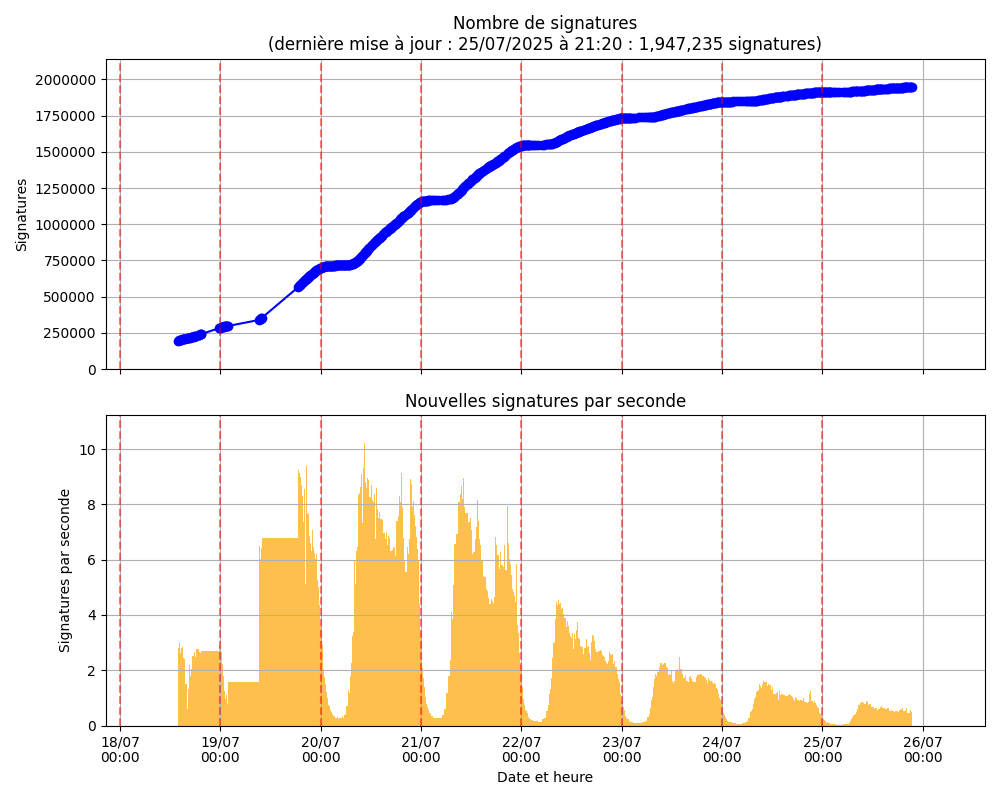 Nombre de signatures
(dernière mise à jour : 25/07/2025 à 21:20 : 1,947,235 signatures)
2000000
1750000
1500000
1250000
1000000
750000
500000
250000
0
Signatures
Nouvelles signatures par seconde
10
8
6
4
2
0
Signatures par seconde
18/07 19/07 20/07 21/07 22/07 23/07 24/07 25/07 26/07
00:00 00:00 00:00 00:00 00:00 00:00 00:00 00:00 00:00
Date et heure